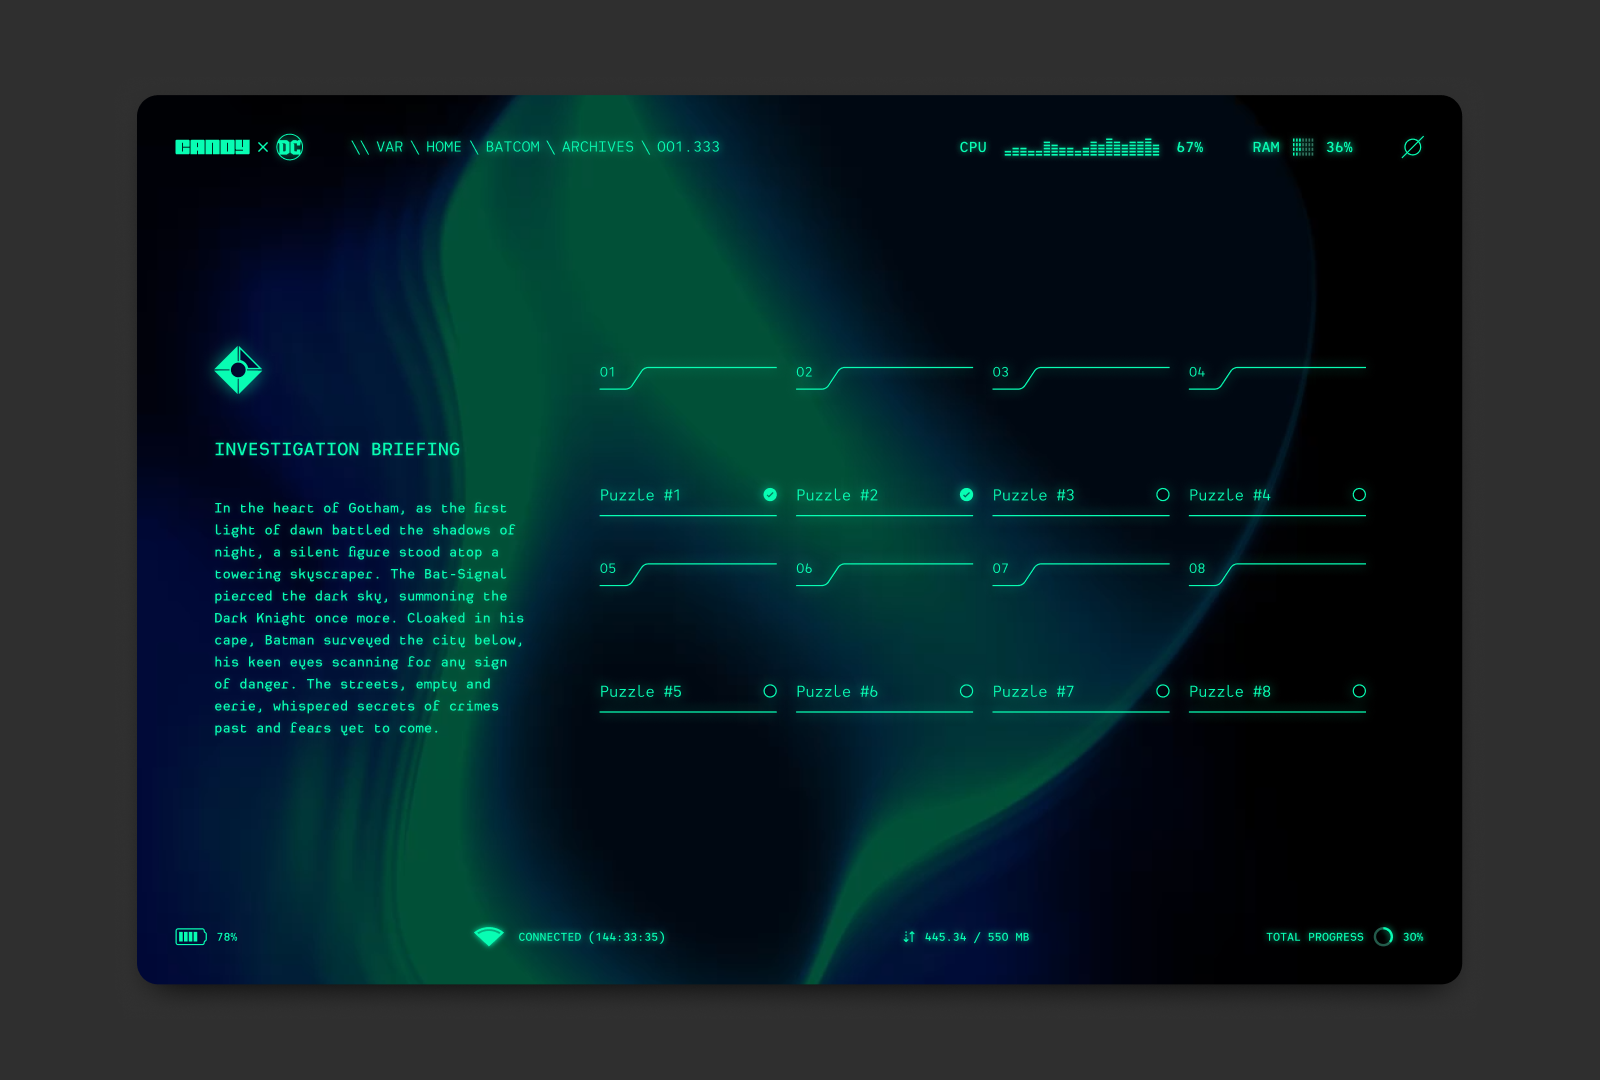 CANDY × DC
\\ VAR \ HOME \ BATCOM \ ARCHIVES \ 001.333
CPU 67%
RAM 36%
INVESTIGATION BRIEFING
In the heart of Gotham, as the first
light of dawn battled the shadows of
night, a silent figure stood atop a
towering skyscraper. The Bat-Signal
pierced the dark sky, summoning the
Dark Knight once more. Cloaked in his
cape, Batman surveyed the city below,
his keen eyes scanning for any sign
of danger. The streets, empty and
eerie, whispered secrets of crimes
past and fears yet to come.
01
02
03
04
Puzzle #1
Puzzle #2
Puzzle #3
Puzzle #4
05
06
07
08
Puzzle #5
Puzzle #6
Puzzle #7
Puzzle #8
78%
CONNECTED (144:33:35)
445.34 / 550 MB
TOTAL PROGRESS 30%